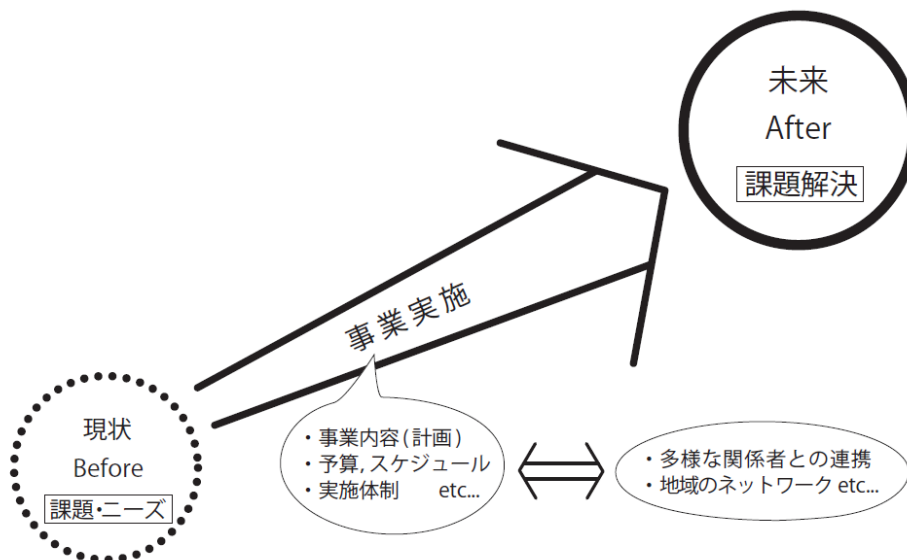 未来
After
課題解決
事業実施
現状
Before
課題・ニーズ
・事業内容(計画)
・予算,スケジュール
・実施体制 etc...
・多様な関係者との連携
・地域のネットワーク etc...